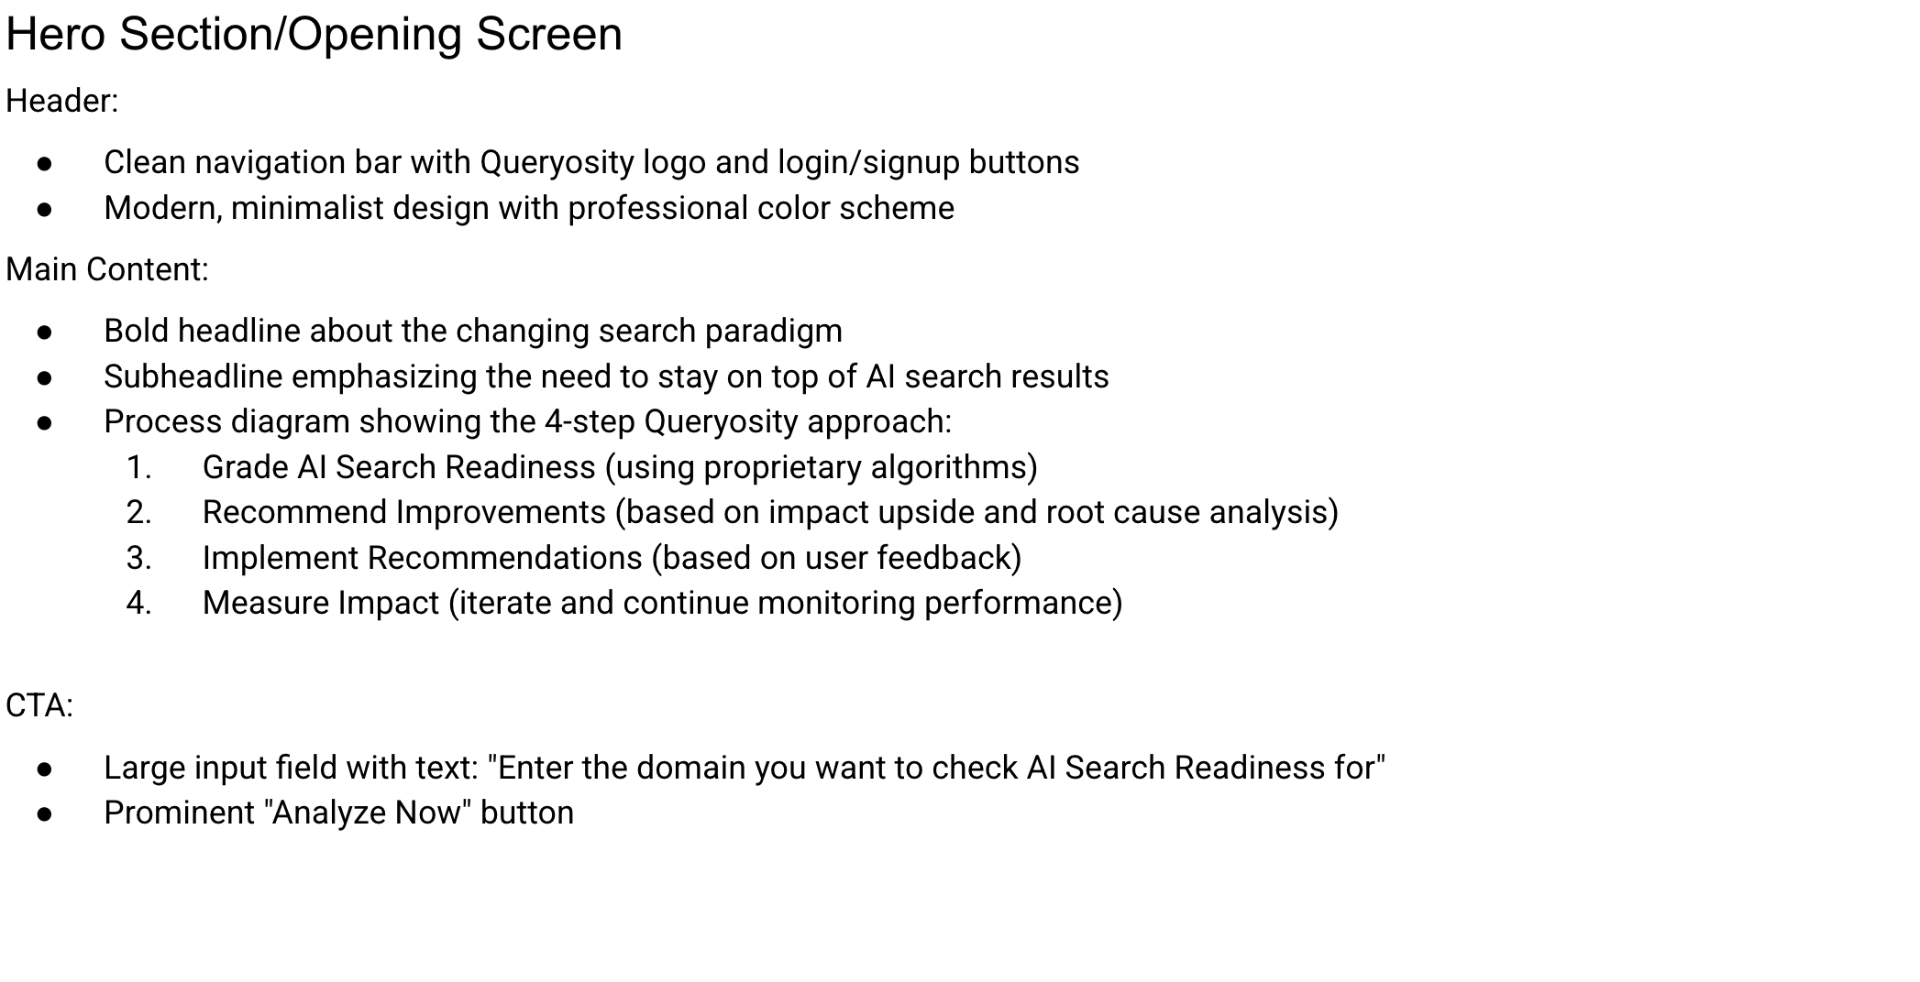 Hero Section/Opening Screen
Header:
● Clean navigation bar with Queryosity logo and login/signup buttons
● Modern, minimalist design with professional color scheme
Main Content:
● Bold headline about the changing search paradigm
● Subheadline emphasizing the need to stay on top of AI search results
● Process diagram showing the 4-step Queryosity approach:
1. Grade AI Search Readiness (using proprietary algorithms)
2. Recommend Improvements (based on impact upside and root cause analysis)
3. Implement Recommendations (based on user feedback)
4. Measure Impact (iterate and continue monitoring performance)
CTA:
● Large input field with text: "Enter the domain you want to check AI Search Readiness for"
● Prominent "Analyze Now" button